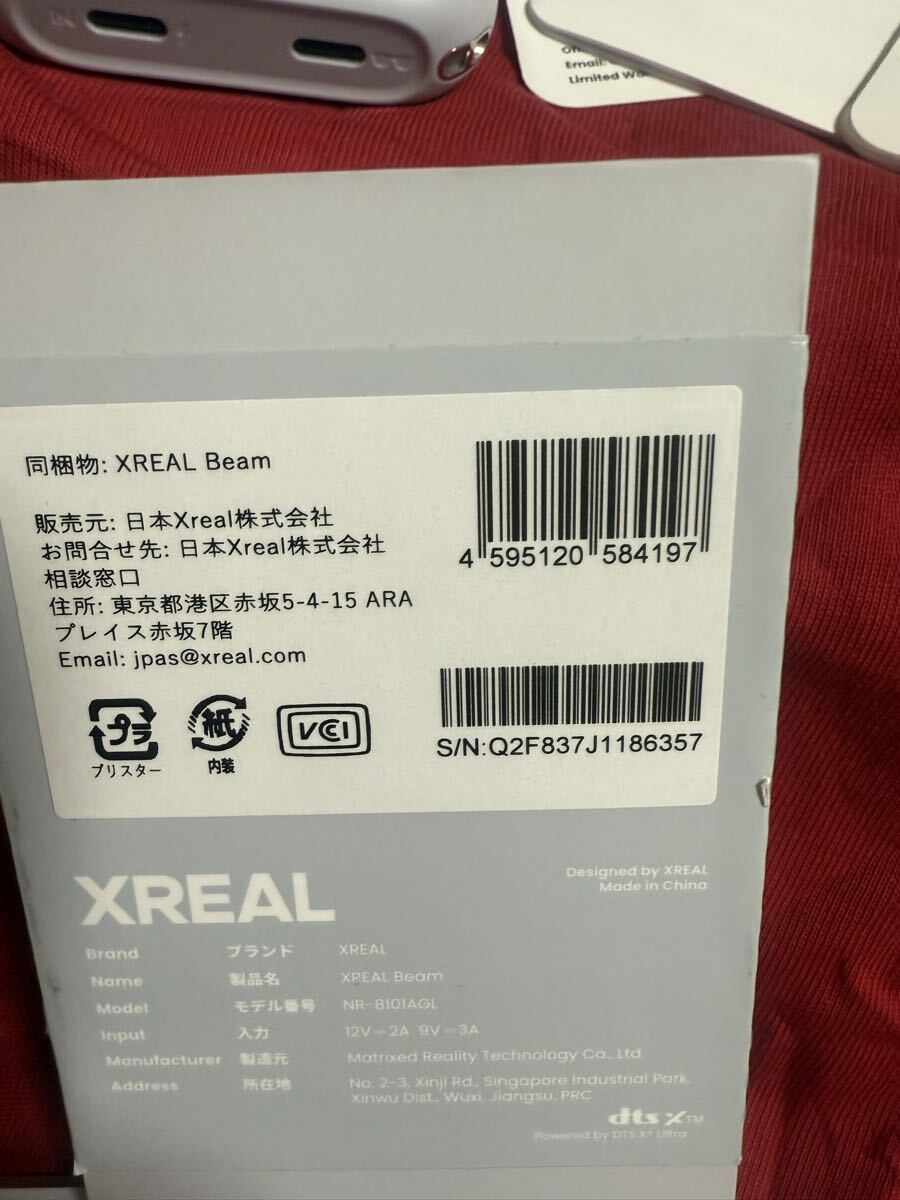 IN
Email:
Limited
同梱物: XREAL Beam
販売元: 日本Xreal株式会社
お問合せ先: 日本Xreal株式会社
相談窓口
住所: 東京都港区赤坂5-4-15 ARA
プレイス赤坂7階
Email: jpas@xreal.com
4 595120 584197
プラ
ブリスター
紙
内装
VCCI
S/N:Q2F837J1186357
XREAL
Designed by XREAL
Made in China
Brand ブランド XREAL
Name 製品名 XREAL Beam
Model モデル番号 NR-8101AGL
Input 入力 12V⎓2A 9V⎓3A
Manufacturer 製造元 Matrixed Reality Technology Co., Ltd.
Address 所在地 No. 2-3, Xinji Rd., Singapore Industrial Park,
Xinwu Dist., Wuxi, Jiangsu, PRC
dts X™
Powered by DTS:X® Ultra